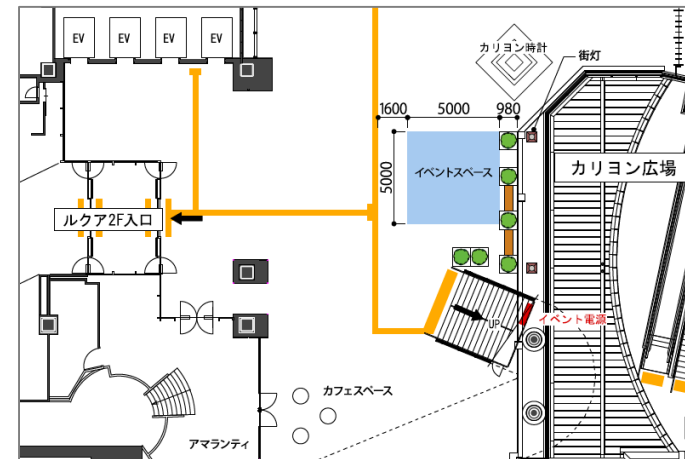 EV EV EV EV
カリヨン時計
街灯
1600 5000 980
5000
イベントスペース
カリヨン広場
ルクア2F入口
UP
イベント電源
カフェスペース
アマランティ